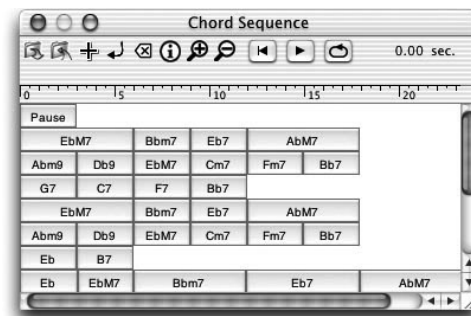 Chord Sequence
0.00 sec.
0 5 10 15 20
Pause
EbM7 Bbm7 Eb7 AbM7
Abm9 Db9 EbM7 Cm7 Fm7 Bb7
G7 C7 F7 Bb7
EbM7 Bbm7 Eb7 AbM7
Abm9 Db9 EbM7 Cm7 Fm7 Bb7
Eb B7
Eb EbM7 Bbm7 Eb7 AbM7